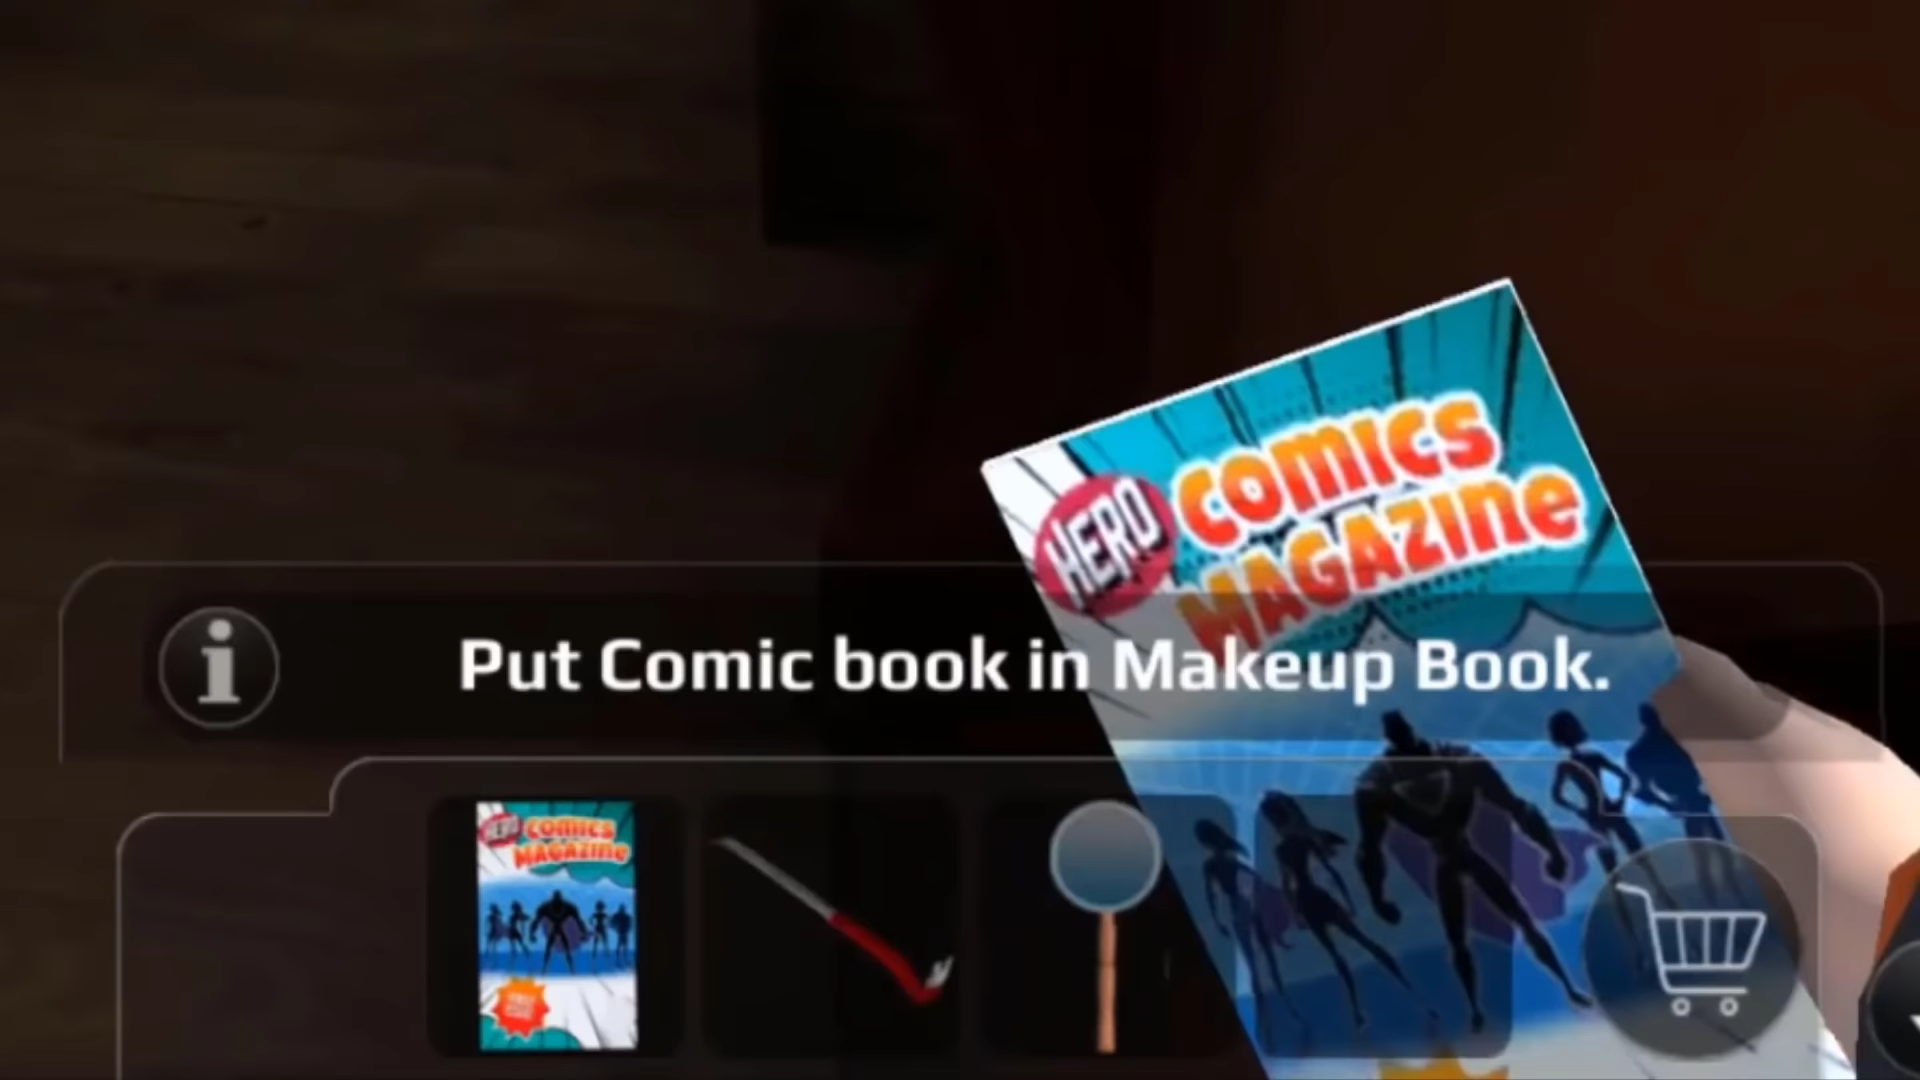 HERO
COMICS
MAGAZINE
i
Put Comic book in Makeup Book.
HERO
COMICS
MAGAZINE